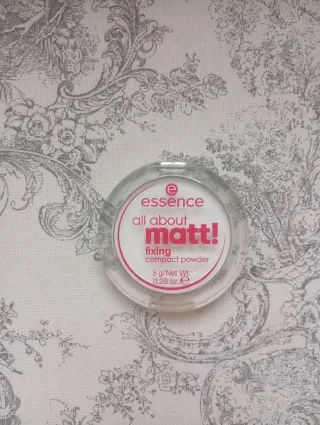 e
essence
all about
matt!
fixing
compact powder
8 g/Net Wt.
0.28 oz. e